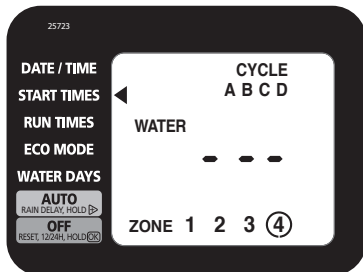 25723
DATE / TIME
START TIMES
RUN TIMES
ECO MODE
WATER DAYS
AUTO
RAIN DELAY, HOLD
OFF
RESET, 12/24H, HOLD OK
CYCLE
A B C D
WATER
- - -
ZONE 1 2 3 4